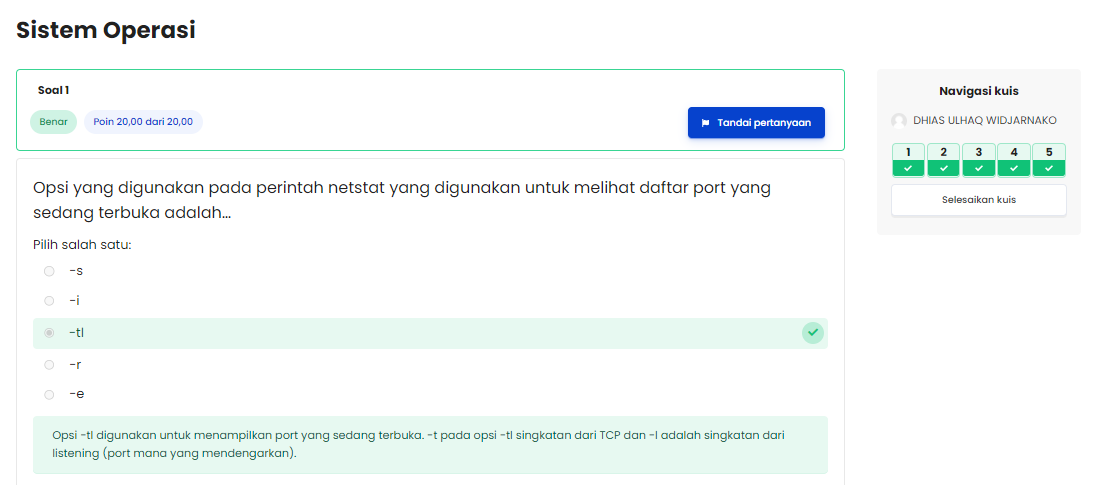 Sistem Operasi
Soal 1
Benar
Poin 20,00 dari 20,00
Tandai pertanyaan
Opsi yang digunakan pada perintah netstat yang digunakan untuk melihat daftar port yang
sedang terbuka adalah...
Pilih salah satu:
-s
-i
-tl
-r
-e
Opsi -tl digunakan untuk menampilkan port yang sedang terbuka. -t pada opsi -tl singkatan dari TCP dan -l adalah singkatan dari
listening (port mana yang mendengarkan).
Navigasi kuis
DHIAS ULHAQ WIDJARNAKO
1 2 3 4 5
Selesaikan kuis